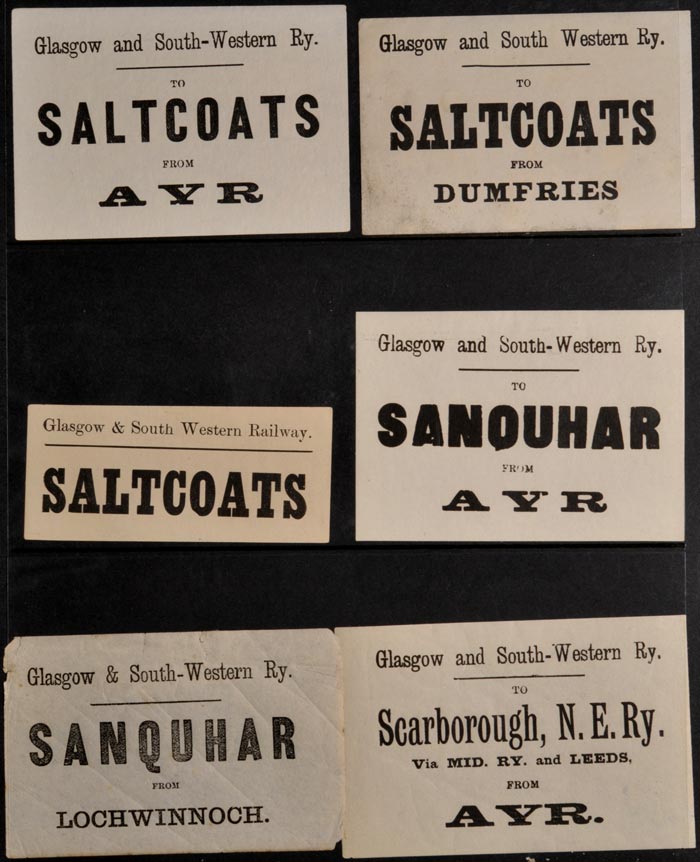 Glasgow and South-Western Ry.
TO
SALTCOATS
FROM
AYR
Glasgow and South Western Ry.
TO
SALTCOATS
FROM
DUMFRIES
Glasgow & South Western Railway.
SALTCOATS
Glasgow and South-Western Ry.
TO
SANQUHAR
FROM
AYR
Glasgow & South-Western Ry.
SANQUHAR
FROM
LOCHWINNOCH.
Glasgow and South-Western Ry.
TO
Scarborough, N. E. Ry.
Via MID. RY. and LEEDS,
FROM
AYR.